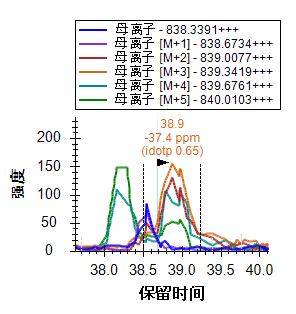 母离子 - 838.3391+++
母离子 [M+1] - 838.6734+++
母离子 [M+2] - 839.0077+++
母离子 [M+3] - 839.3419+++
母离子 [M+4] - 839.6761+++
母离子 [M+5] - 840.0103+++
38.9
-37.4 ppm
(idotp 0.65)
强度
200
150
100
50
0
38.0 38.5 39.0 39.5 40.0
保留时间